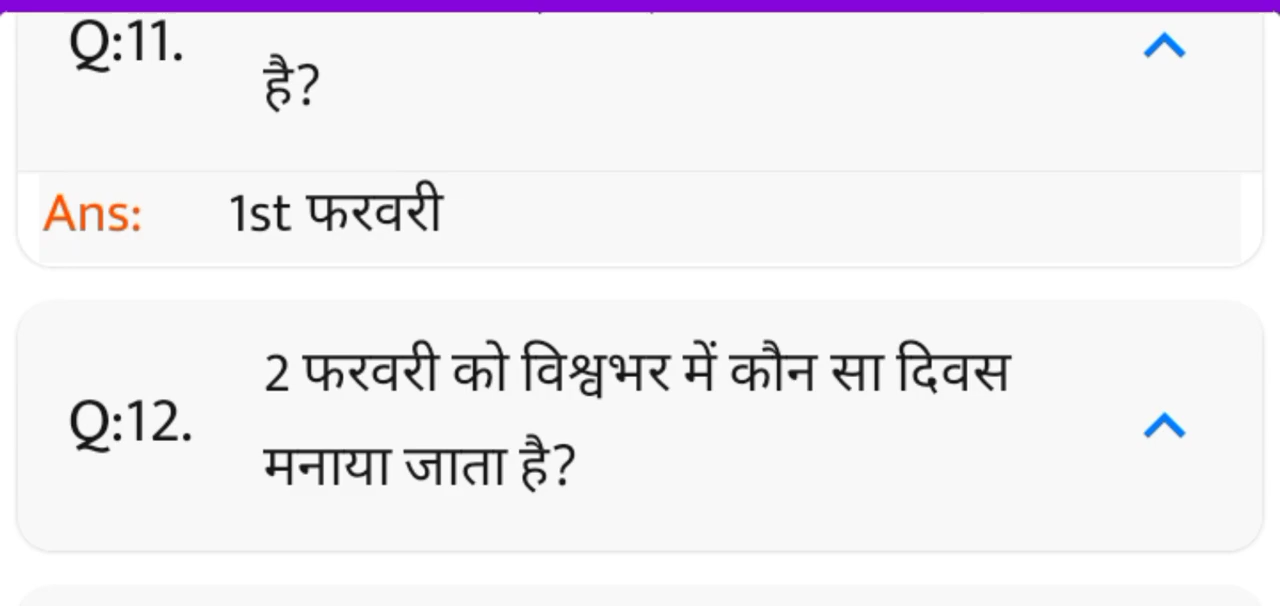 Q:11.
है?
Ans: 1st फरवरी
2 फरवरी को विश्वभर में कौन सा दिवस
Q:12.
मनाया जाता है?